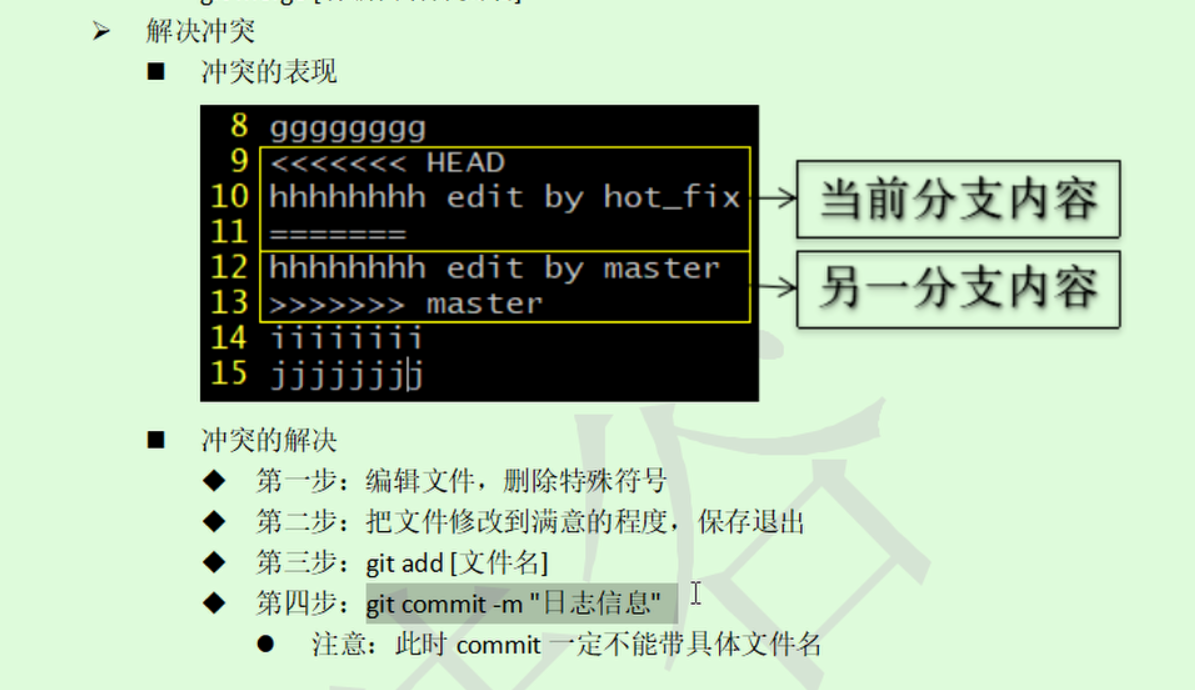 解决冲突
冲突的表现
8 gggggggg
9 <<<<<<< HEAD
10 hhhhhhhh edit by hot_fix
11 =======
12 hhhhhhhh edit by master
13 >>>>>>> master
14 iiiiiiii
15 jjjjjjjj
当前分支内容
另一分支内容
冲突的解决
第一步：编辑文件，删除特殊符号
第二步：把文件修改到满意的程度，保存退出
第三步：git add [文件名]
第四步：git commit -m "日志信息"
注意：此时 commit 一定不能带具体文件名